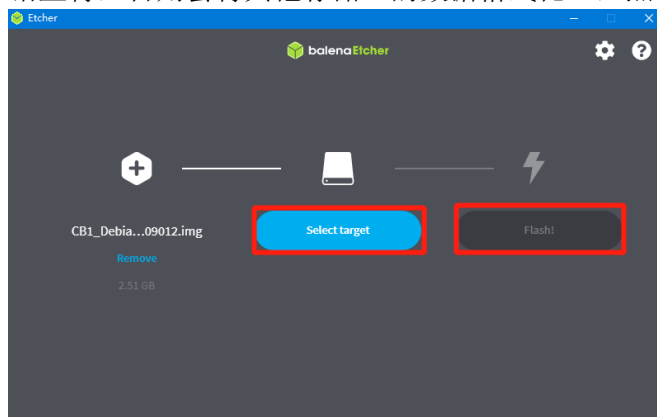 Etcher
balenaEtcher
CB1_Debia...09012.img
Select target
Flash!
Remove
2.51 GB